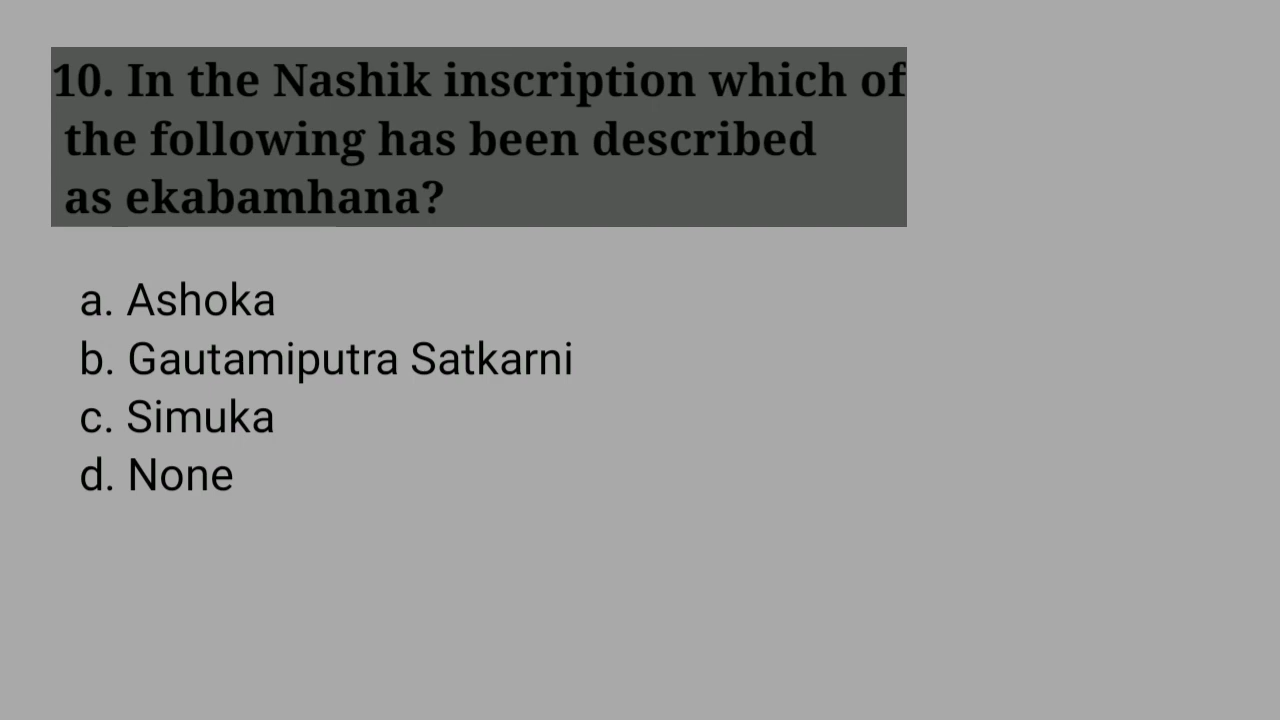 10. In the Nashik inscription which of
the following has been described
as ekabamhana?
a. Ashoka
b. Gautamiputra Satkarni
c. Simuka
d. None